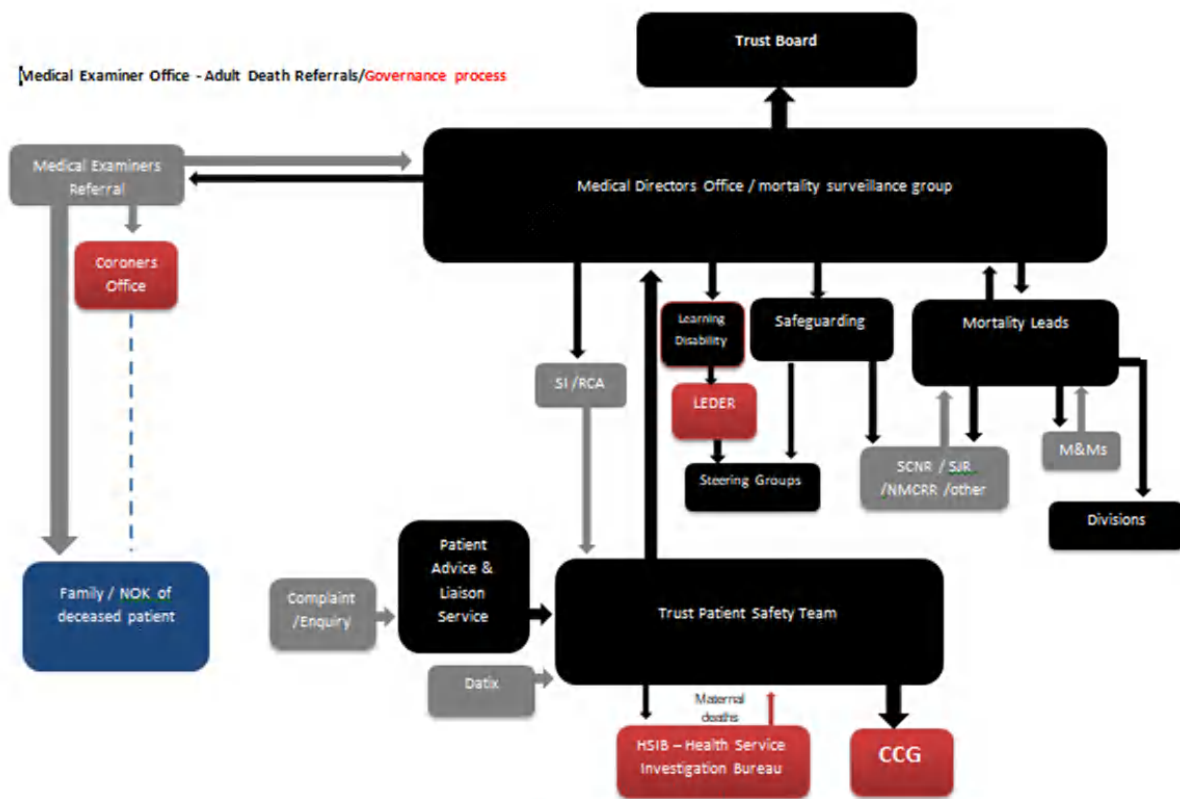 Trust Board
Medical Examiner Office - Adult Death Referrals/Governance process
Medical Examiners
Referral
Medical Directors Office / mortality surveillance group
Coroners
Office
Learning
Disability
Safeguarding
Mortality Leads
SI /RCA
LEDER
M&Ms
SCNR / SJR
/NMCRR /other
Steering Groups
Divisions
Patient
Advice &
Liaison
Service
Family / NOK of
deceased patient
Complaint
/Enquiry
Trust Patient Safety Team
Datix
Maternal
deaths
HSIB – Health Service
Investigation Bureau
CCG